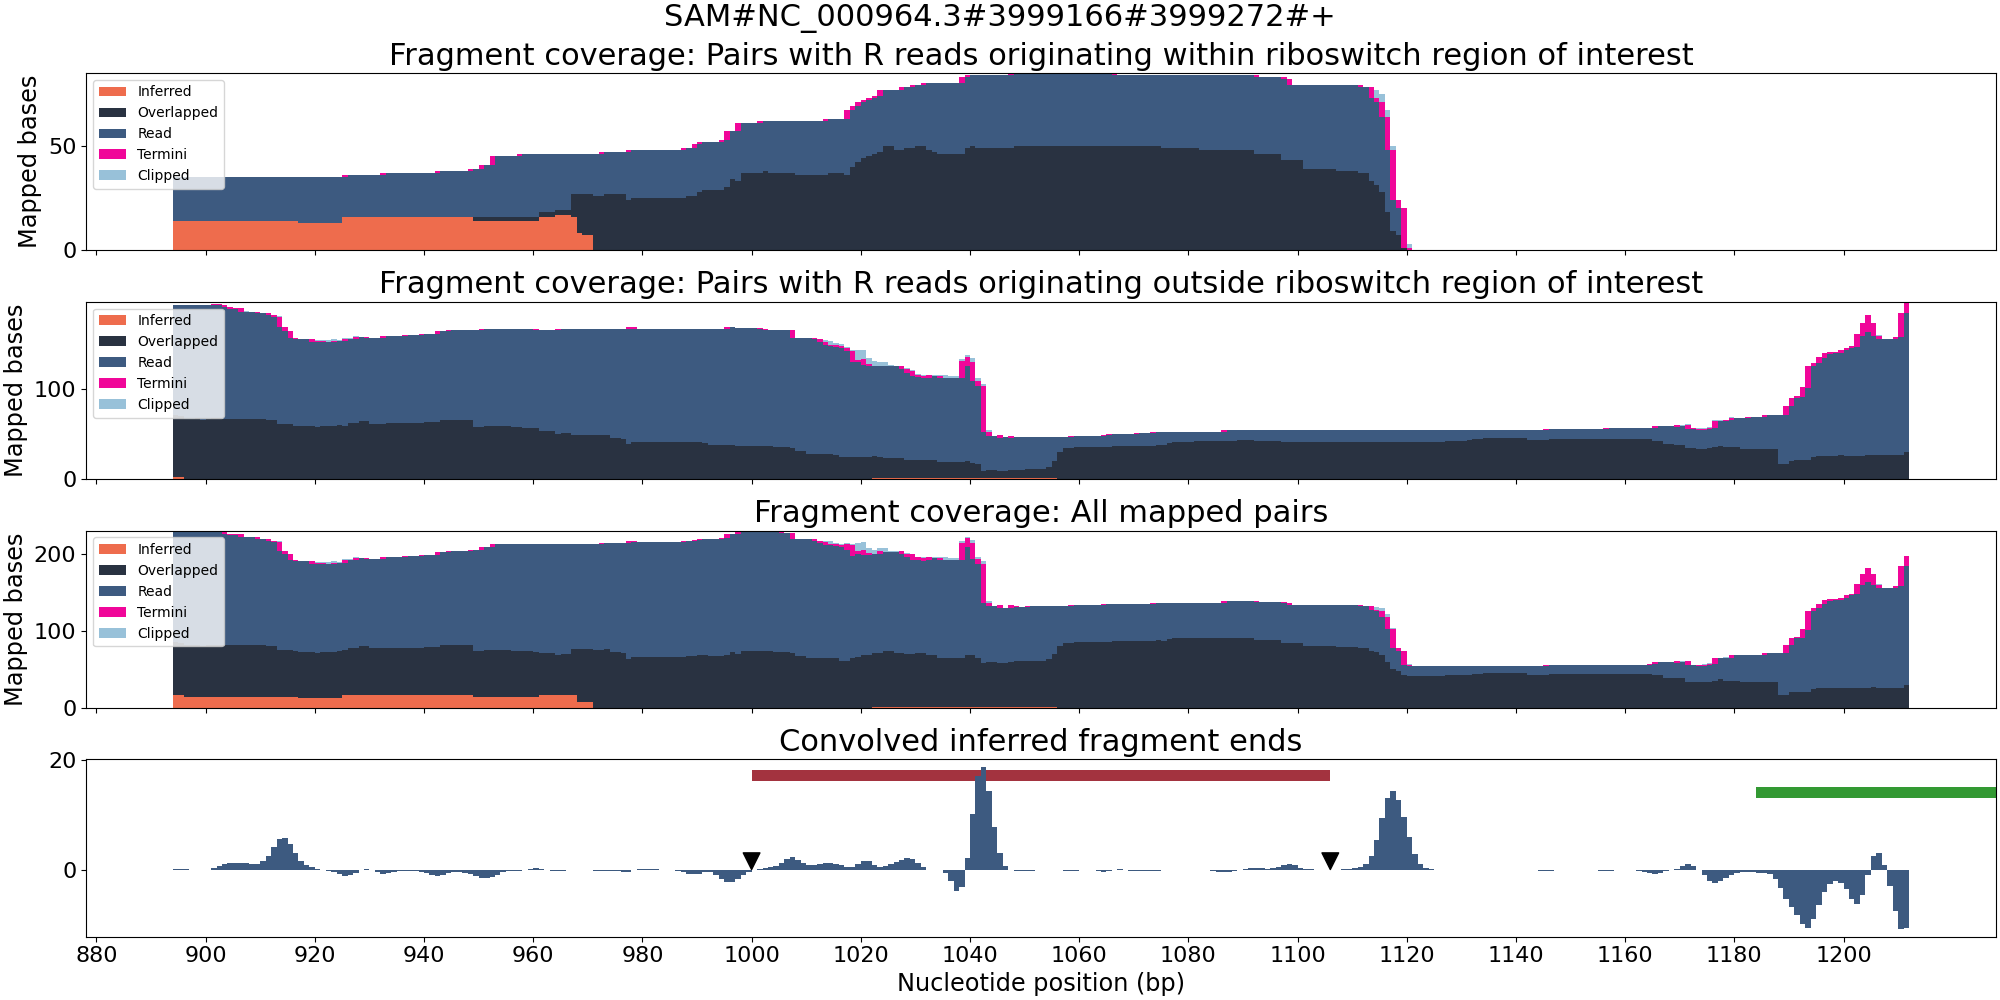 SAM#NC_000964.3#3999166#3999272#+
Fragment coverage: Pairs with R reads originating within riboswitch region of interest
Mapped bases
50
0
Inferred
Overlapped
Read
Termini
Clipped
Fragment coverage: Pairs with R reads originating outside riboswitch region of interest
Mapped bases
100
0
Inferred
Overlapped
Read
Termini
Clipped
Fragment coverage: All mapped pairs
Mapped bases
200
100
0
Inferred
Overlapped
Read
Termini
Clipped
Convolved inferred fragment ends
20
0
880 900 920 940 960 980 1000 1020 1040 1060 1080 1100 1120 1140 1160 1180 1200
Nucleotide position (bp)